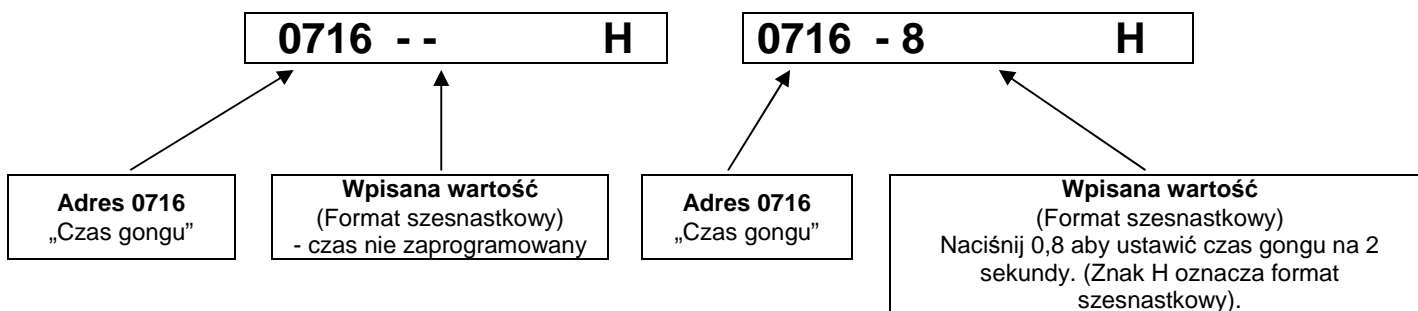 0716 - - H
0716 - 8 H
Adres 0716
„Czas gongu”
Wpisana wartość
(Format szesnastkowy)
- czas nie zaprogramowany
Adres 0716
„Czas gongu”
Wpisana wartość
(Format szesnastkowy)
Naciśnij 0,8 aby ustawić czas gongu na 2
sekundy. (Znak H oznacza format
szesnastkowy).